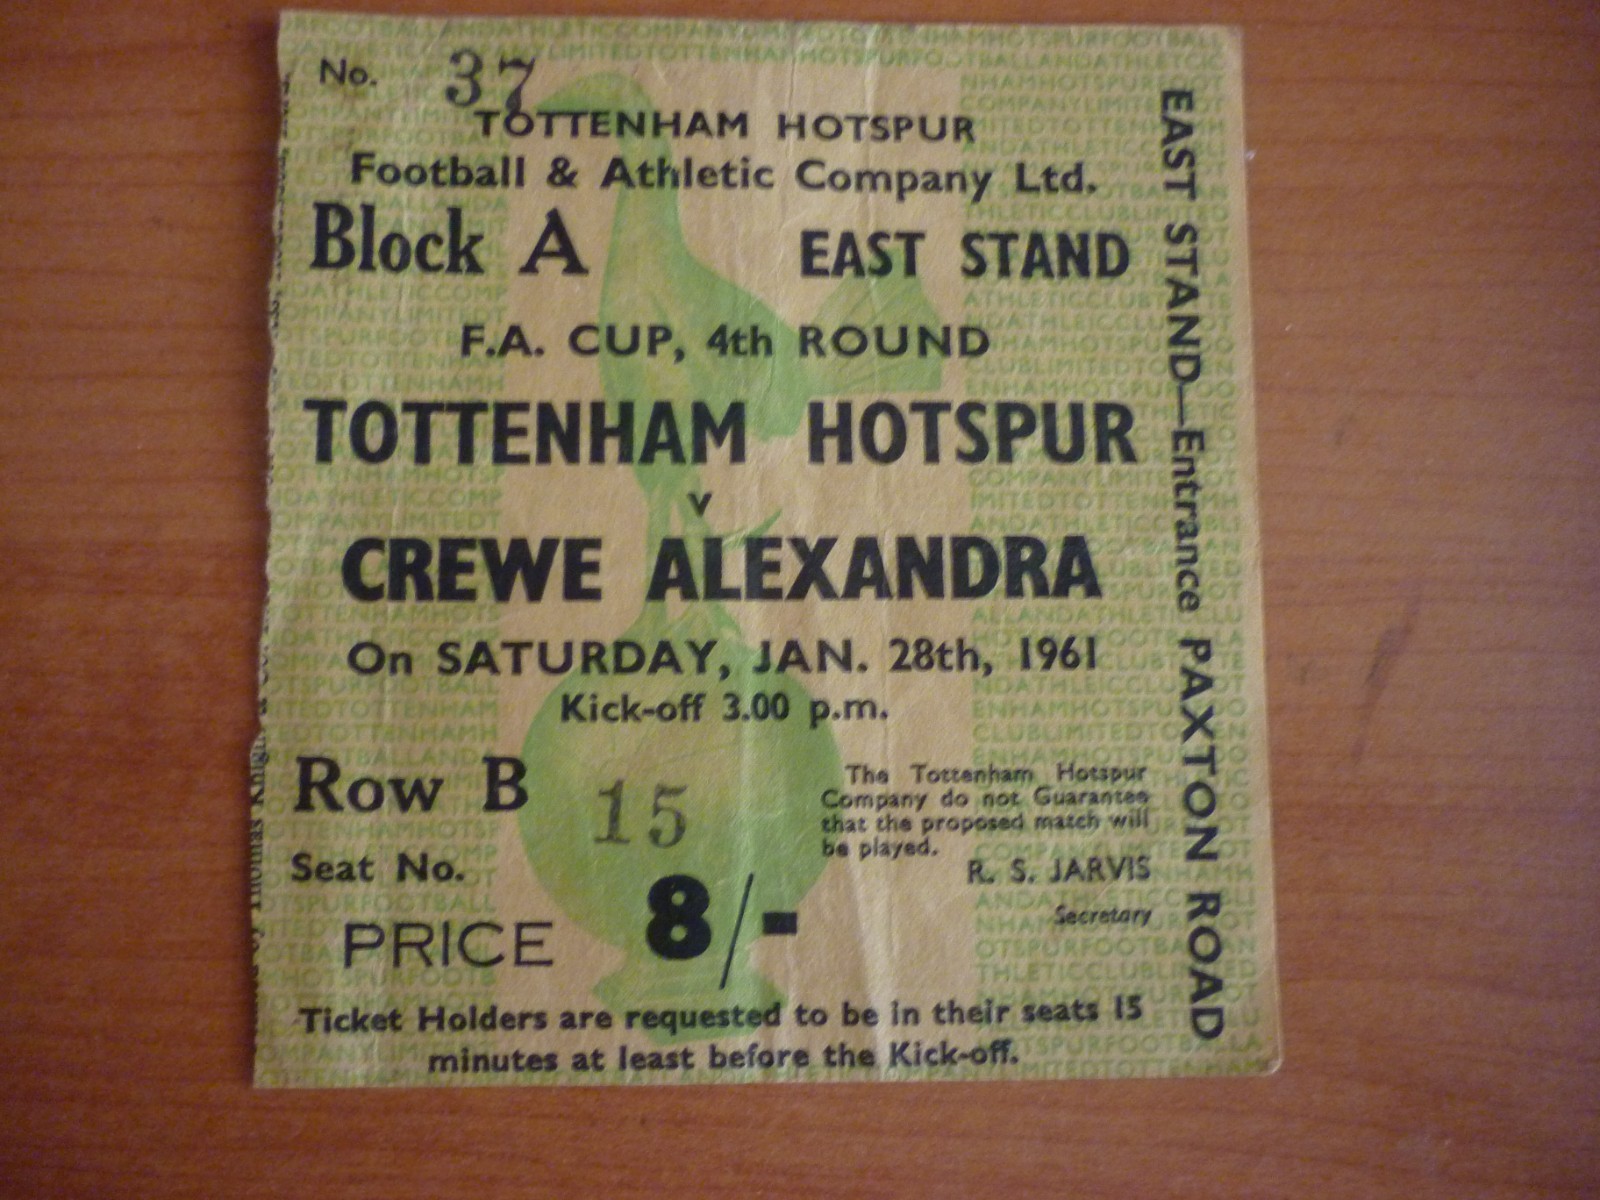 No. 37
TOTTENHAM HOTSPUR
Football & Athletic Company Ltd.
Block A EAST STAND
F.A. CUP, 4th ROUND
TOTTENHAM HOTSPUR
v
CREWE ALEXANDRA
On SATURDAY, JAN. 28th, 1961
Kick-off 3.00 p.m.
Row B 15
Seat No.
PRICE 8/-
The Tottenham Hotspur
Company do not Guarantee
that the proposed match will
be played.
R. S. JARVIS
Secretary
Ticket Holders are requested to be in their seats 15
minutes at least before the Kick-off.
EAST STAND—Entrance PAXTON ROAD